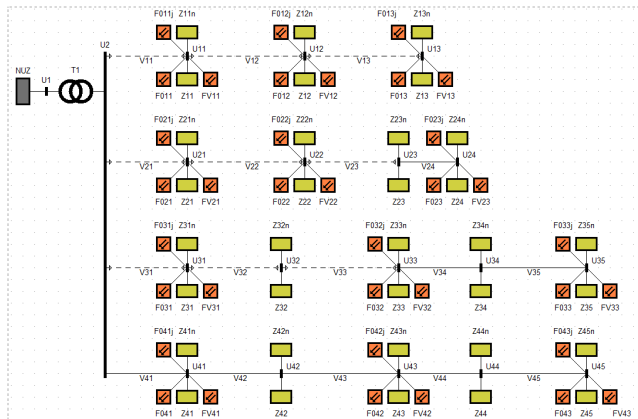 F011j Z11n F012j Z12n F013j Z13n
U2 U11 U12 U13
V11 V12 V13
NUZ U1 T1
F011 Z11 FV11 F012 Z12 FV12 F013 Z13 FV13
F021j Z21n F022j Z22n Z23n F023j Z24n
U21 U22 U23 U24
V21 V22 V23 V24
F021 Z21 FV21 F022 Z22 FV22 Z23 F023 Z24 FV23
F031j Z31n Z32n F032j Z33n Z34n F033j Z35n
U31 U32 U33 U34 U35
V31 V32 V33 V34 V35
F031 Z31 FV31 Z32 F032 Z33 FV32 Z34 F033 Z35 FV33
F041j Z41n Z42n F042j Z43n Z44n F043j Z45n
U41 U42 U43 U44 U45
V41 V42 V43 V44 V45
F041 Z41 FV41 Z42 F042 Z43 FV42 Z44 F043 Z45 FV43